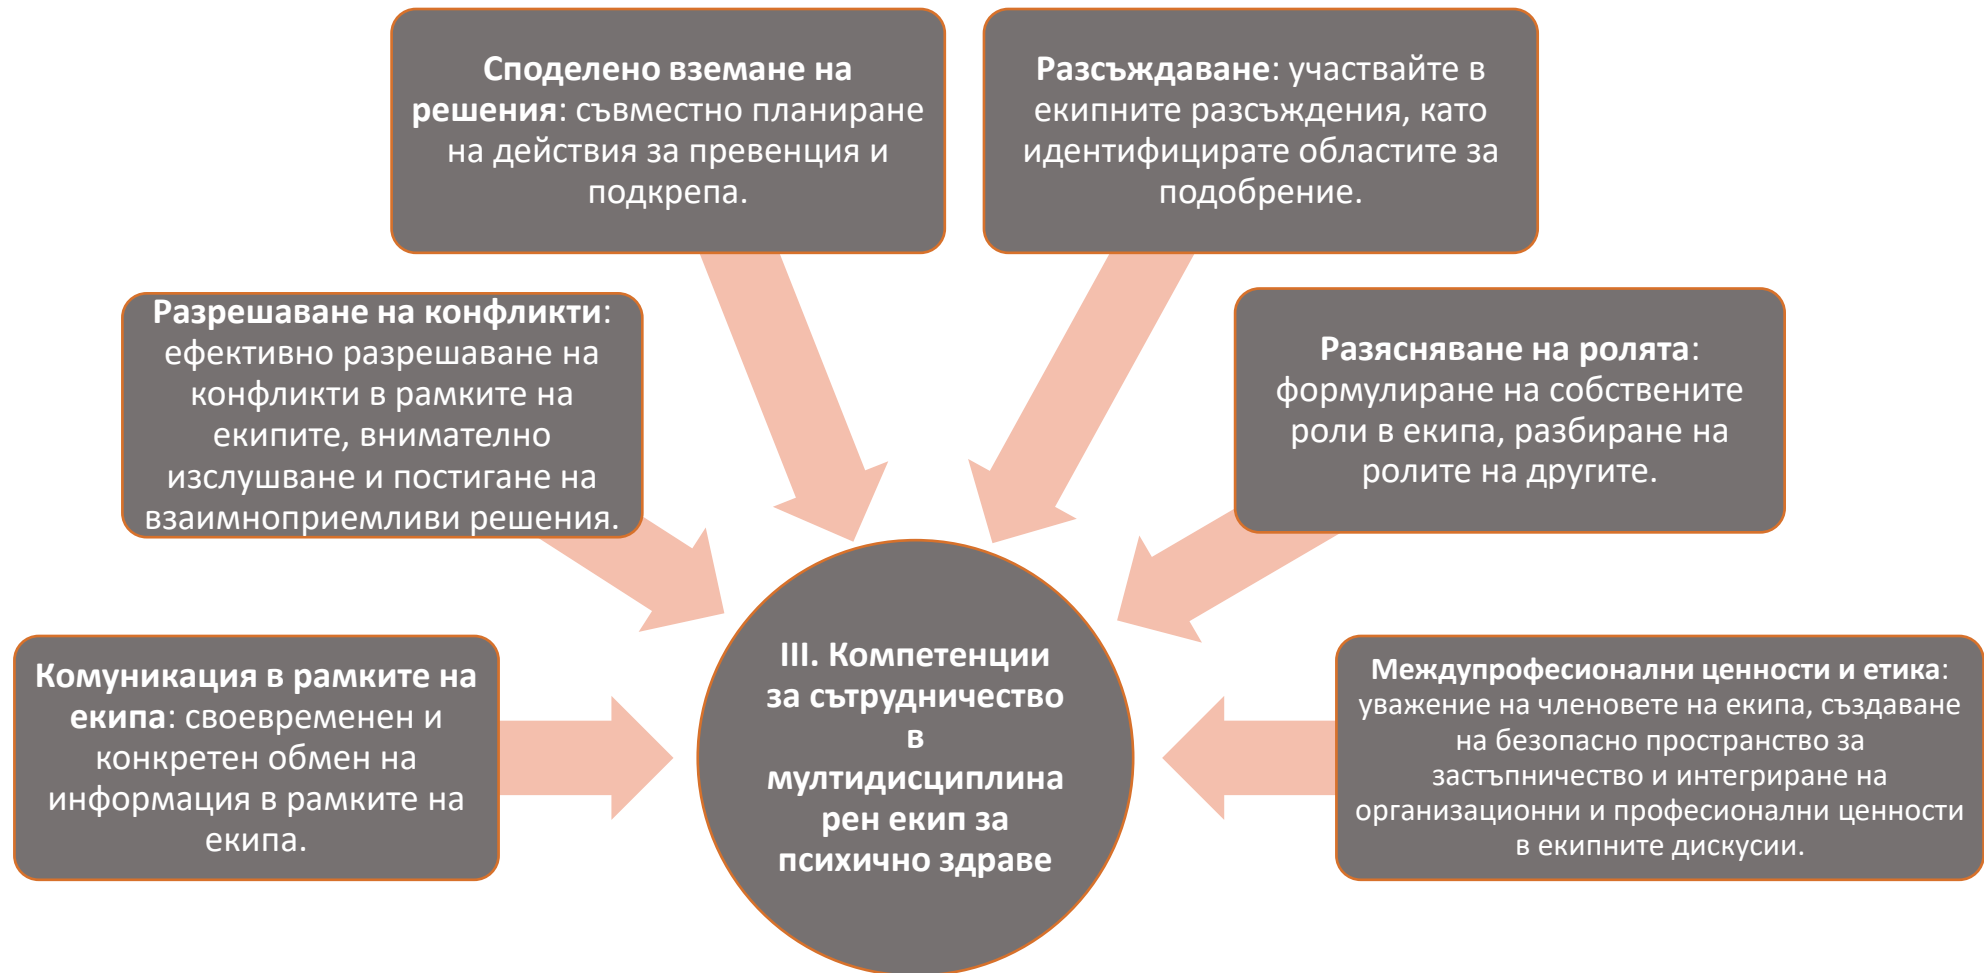 Споделено вземане на
решения: съвместно планиране
на действия за превенция и
подкрепа.
Разсъждаване: участвайте в
екипните разсъждения, като
идентифицирате областите за
подобрение.
Разрешаване на конфликти:
ефективно разрешаване на
конфликти в рамките на
екипите, внимателно
изслушване и постигане на
взаимноприемливи решения.
Разясняване на ролята:
формулиране на собствените
роли в екипа, разбиране на
ролите на другите.
Комуникация в рамките на
екипа: своевременен и
конкретен обмен на
информация в рамките на
екипа.
III. Компетенции
за сътрудничество
в
мултидисциплина
рен екип за
психично здраве
Междупрофесионални ценности и етика:
уважение на членовете на екипа, създаване
на безопасно пространство за
застъпничество и интегриране на
организационни и професионални ценности
в екипните дискусии.